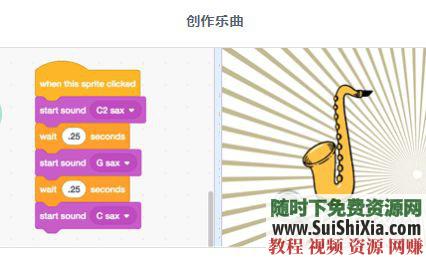 创作乐曲
when this sprite clicked
start sound C2 sax
wait .25 seconds
start sound G sax
wait .25 seconds
start sound C sax
随时下免费资源网
www.SuiShiXia.com
教程 视频 资源 网赚